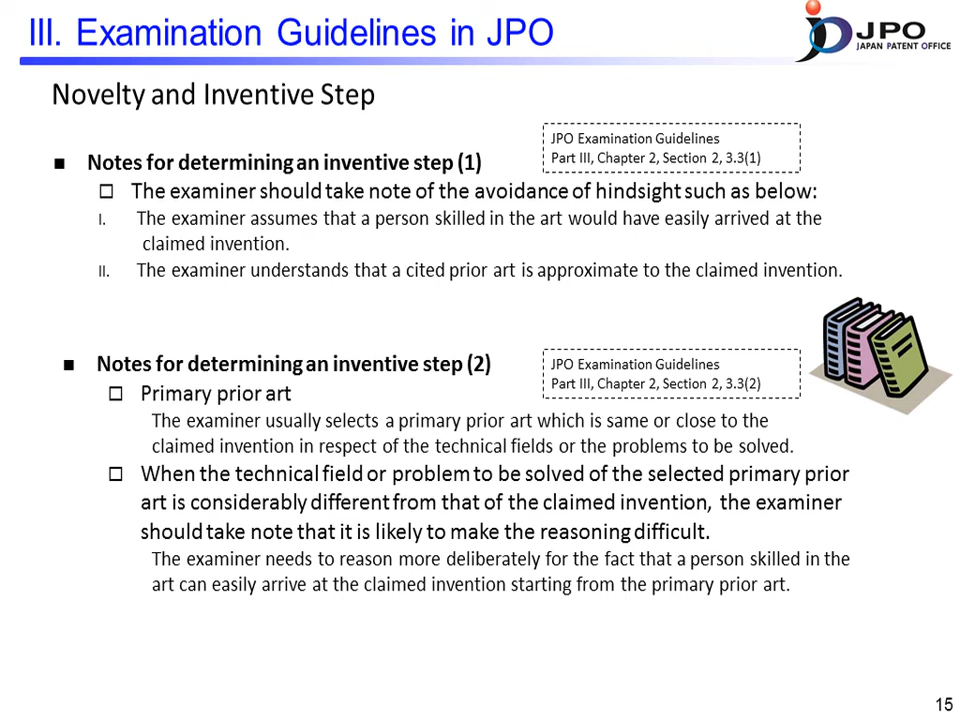 III. Examination Guidelines in JPO
JPO
JAPAN PATENT OFFICE
Novelty and Inventive Step
JPO Examination Guidelines
Part III, Chapter 2, Section 2, 3.3(1)
■ Notes for determining an inventive step (1)
□ The examiner should take note of the avoidance of hindsight such as below:
I. The examiner assumes that a person skilled in the art would have easily arrived at the
claimed invention.
II. The examiner understands that a cited prior art is approximate to the claimed invention.
■ Notes for determining an inventive step (2)
JPO Examination Guidelines
Part III, Chapter 2, Section 2, 3.3(2)
□ Primary prior art
The examiner usually selects a primary prior art which is same or close to the
claimed invention in respect of the technical fields or the problems to be solved.
□ When the technical field or problem to be solved of the selected primary prior
art is considerably different from that of the claimed invention, the examiner
should take note that it is likely to make the reasoning difficult.
The examiner needs to reason more deliberately for the fact that a person skilled in the
art can easily arrive at the claimed invention starting from the primary prior art.
15